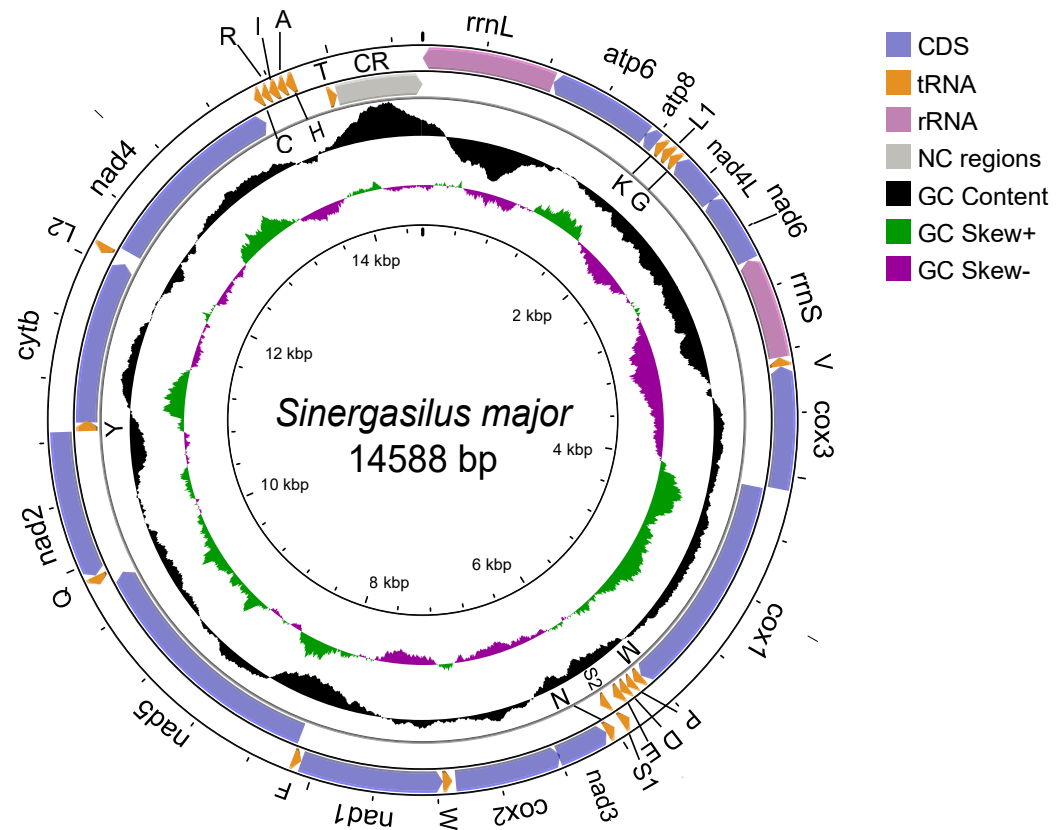 rrnL
atp6
atp8
L1
nad4L
nad6
rrnS
V
cox3
cox1
P
D
E
S1
nad3
cox2
W
nad1
F
nad5
Q
nad2
cytb
L2
nad4
R
I
A
T
CR
C
H
K
G
M
S2
N
Y
14 kbp
2 kbp
12 kbp
4 kbp
10 kbp
6 kbp
8 kbp
Sinergasilus major
14588 bp
CDS
tRNA
rRNA
NC regions
GC Content
GC Skew+
GC Skew-